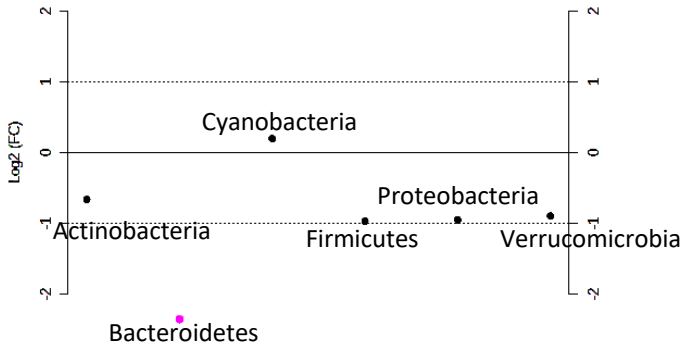 2
2
1
1
Cyanobacteria
Log2 (FC)
0
0
Proteobacteria
-1
-1
Actinobacteria
Firmicutes
Verrucomicrobia
-2
-2
Bacteroidetes